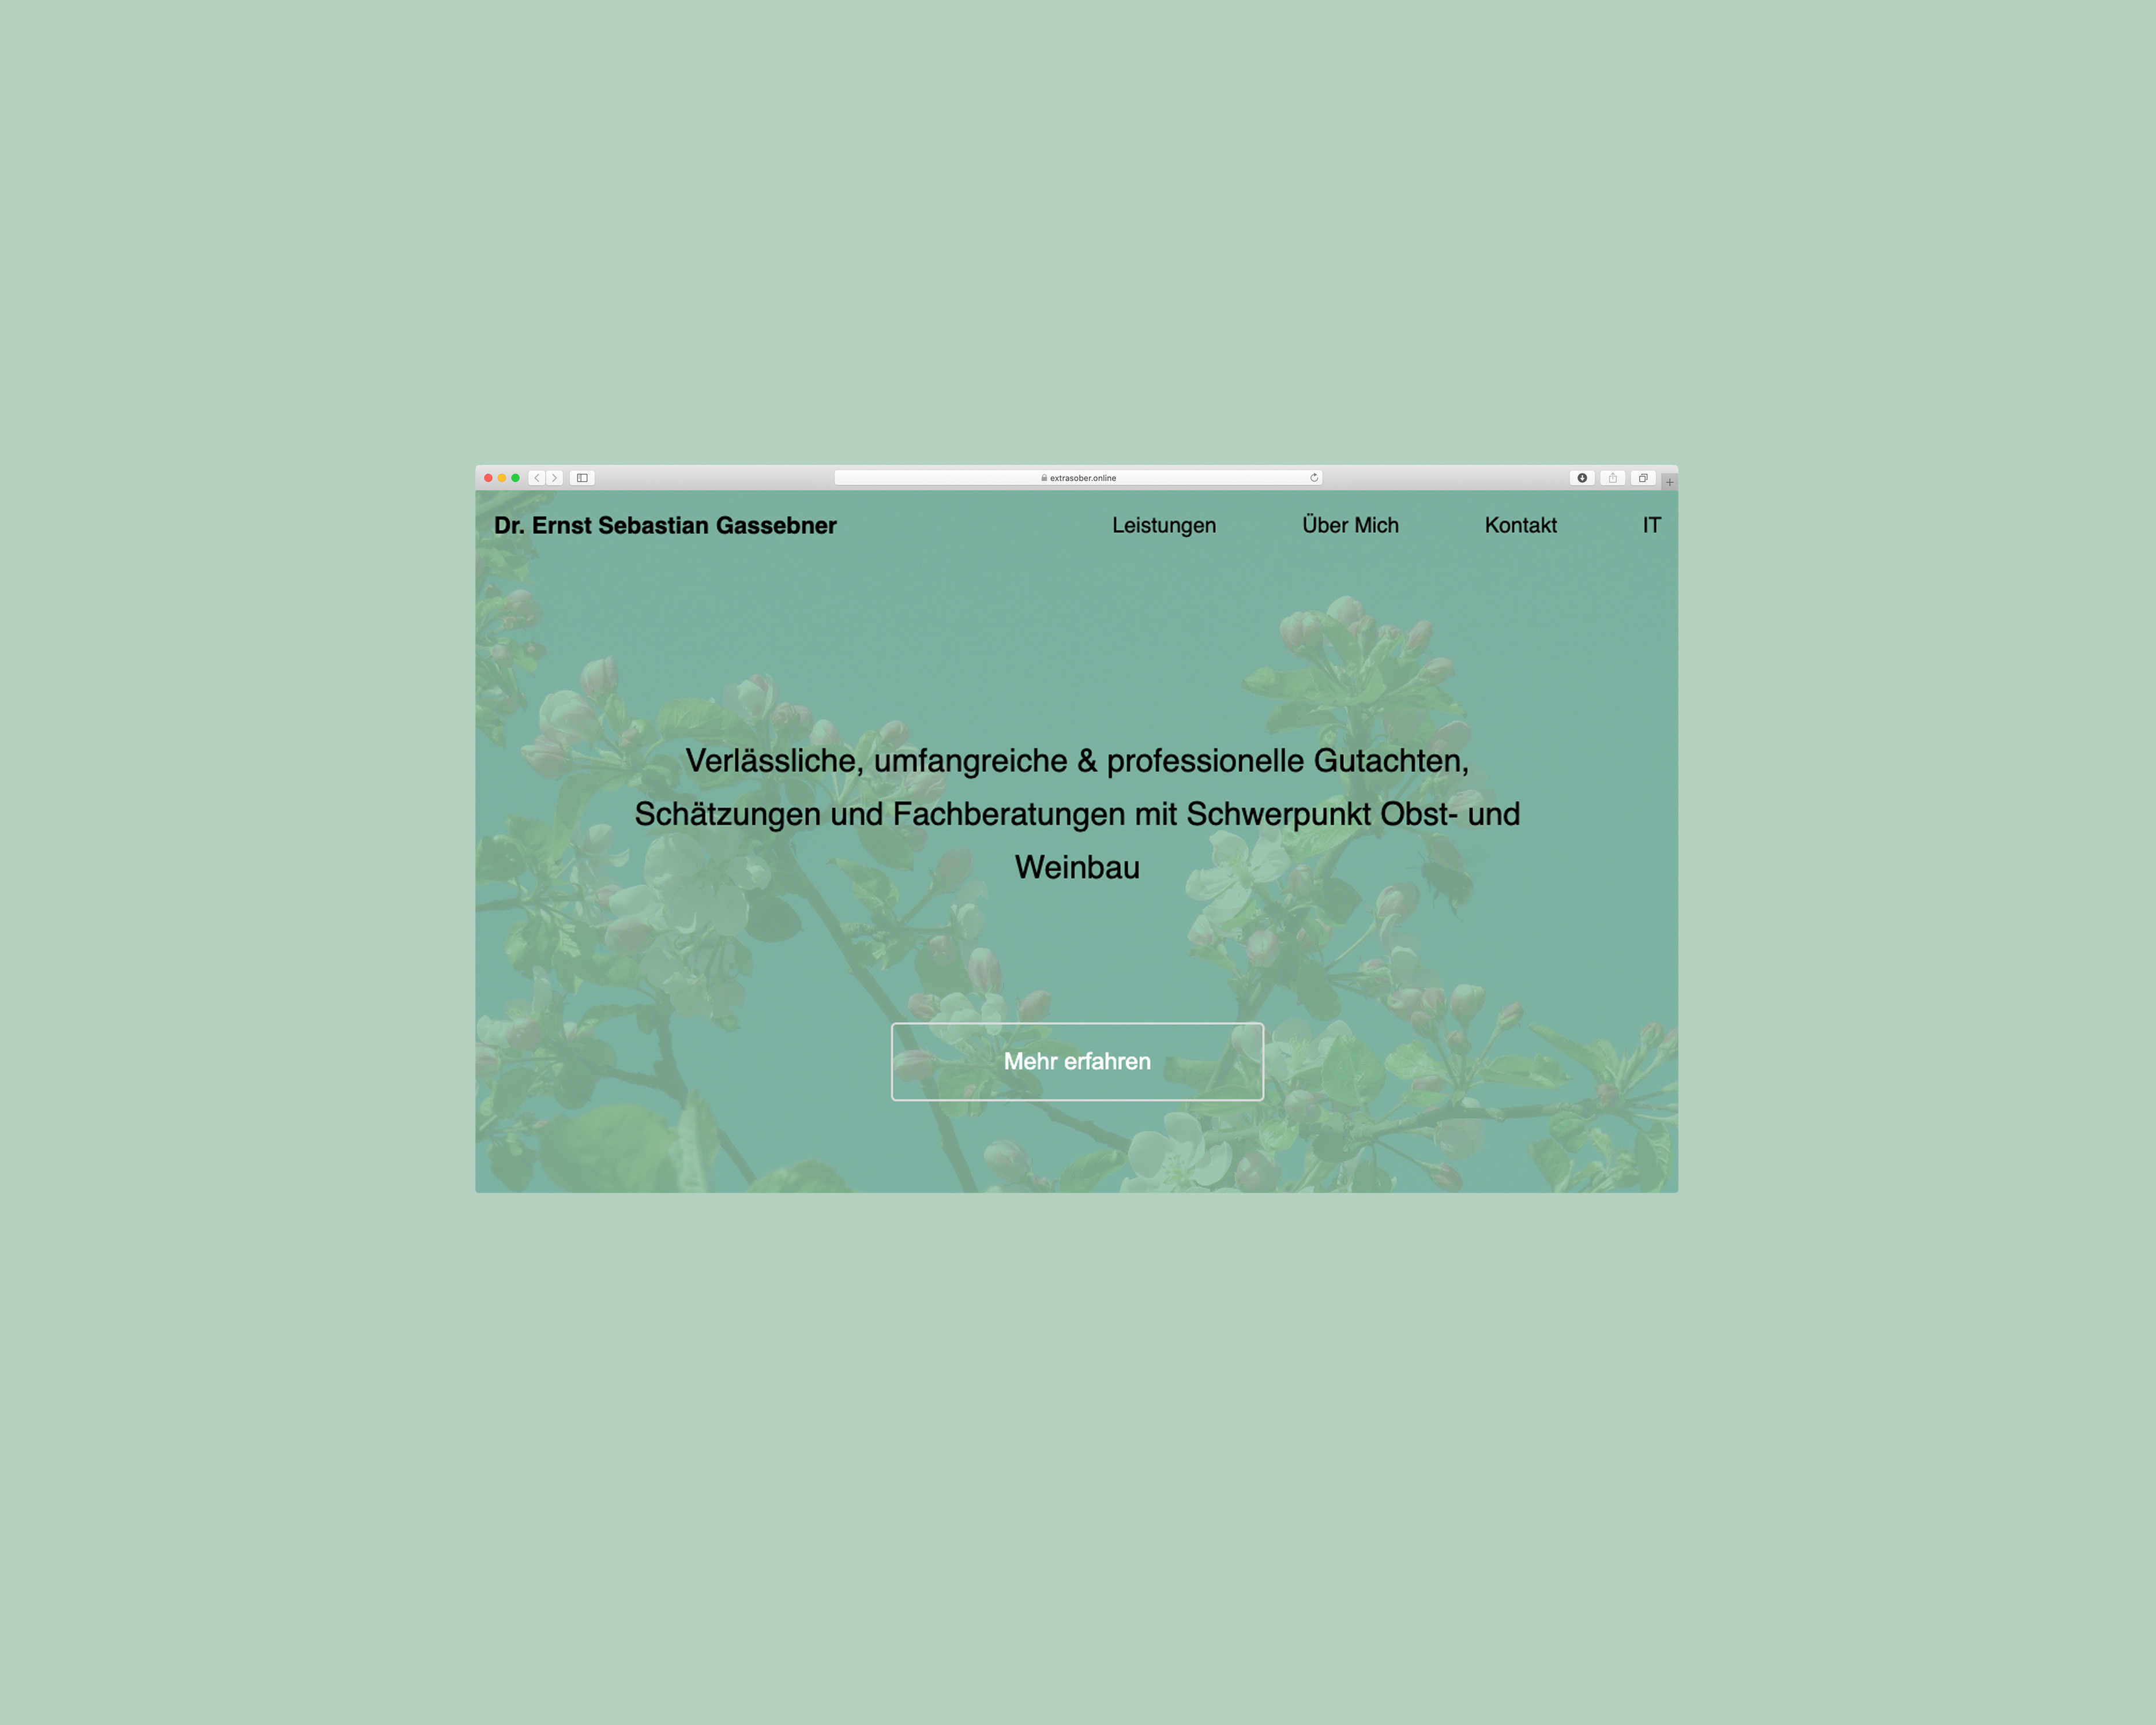 extrasober.online
Dr. Ernst Sebastian Gassebner
Leistungen
Über Mich
Kontakt
IT
Verlässliche, umfangreiche & professionelle Gutachten,
Schätzungen und Fachberatungen mit Schwerpunkt Obst- und
Weinbau
Mehr erfahren